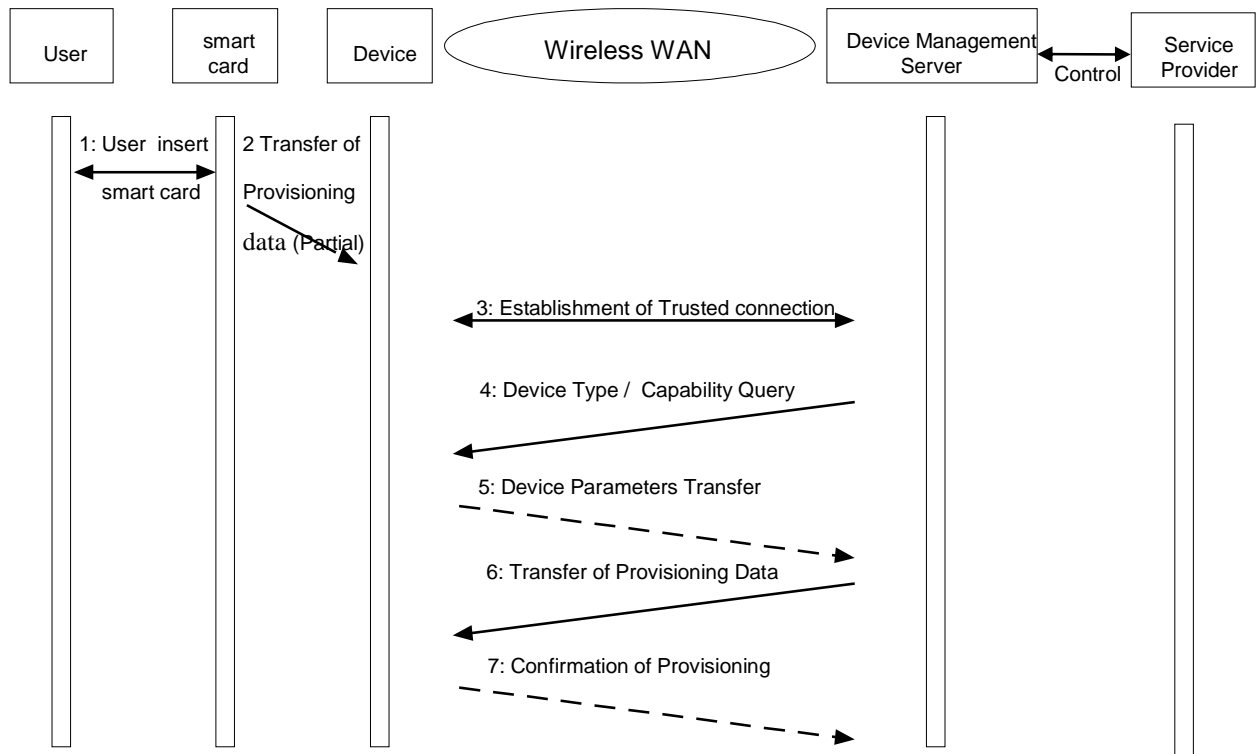 User
smart
card
Device
Wireless WAN
Device Management
Server
Control
Service
Provider
1: User insert
smart card
2 Transfer of
Provisioning
data (Partial)
3: Establishment of Trusted connection
4: Device Type / Capability Query
5: Device Parameters Transfer
6: Transfer of Provisioning Data
7: Confirmation of Provisioning